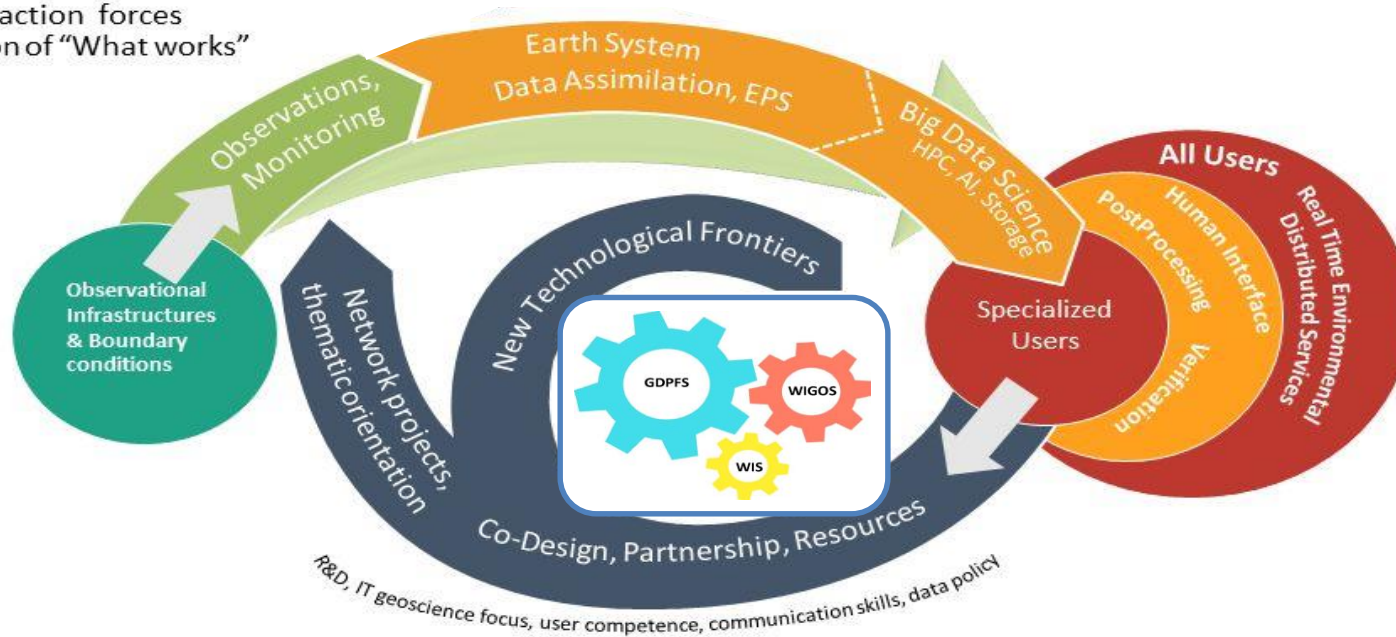 action forces
on of “What works”
Observations,
Monitoring
Earth System
Data Assimilation, EPS
Big Data Science
HPC, AI, Storage
All Users
Real Time Environmental
Distributed Services
Human Interface
PostProcessing
Verification
Specialized
Users
Observational
Infrastructures
& Boundary
conditions
New Technological Frontiers
Network projects,
thematic orientation
GDPFS
WIGOS
WIS
Co-Design, Partnership, Resources
R&D, IT geoscience focus, user competence, communication skills, data policy